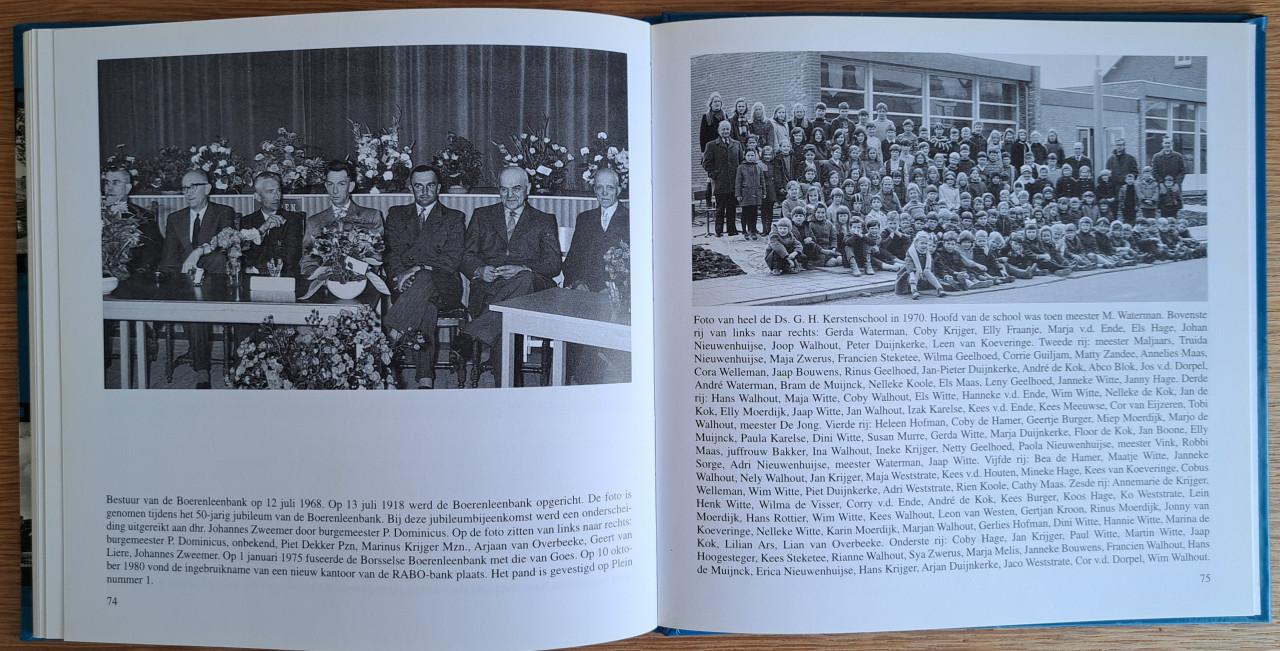 Bestuur van de Boerenleenbank op 12 juli 1968. Op 13 juli 1918 werd de Boerenleenbank opgericht. De foto is
genomen tijdens het 50-jarig jubileum van de Boerenleenbank. Bij deze jubileumbijeenkomst werd een onderschei-
ding uitgereikt aan dhr. Johannes Zweemer door burgemeester P. Dominicus. Op de foto zitten van links naar rechts:
burgemeester P. Dominicus, onbekend, Piet Dekker Pzn, Marinus Krijger Mzn., Arjaan van Overbeeke, Geert van
Liere, Johannes Zweemer. Op 1 januari 1975 fuseerde de Borsselse Boerenleenbank met die van Goes. Op 10 okto-
ber 1980 vond de ingebruikname van een nieuw kantoor van de RABO-bank plaats. Het pand is gevestigd op Plein
nummer 1.
74
Foto van heel de Ds. G. H. Kerstenschool in 1970. Hoofd van de school was toen meester M. Waterman. Bovenste
rij van links naar rechts: Gerda Waterman, Coby Krijger, Elly Fraanje, Marja v.d. Ende, Els Hage, Johan
Nieuwenhuijse, Joop Walhout, Peter Duijnkerke, Leen van Koeveringe. Tweede rij: meester Maljaars, Truida
Nieuwenhuijse, Maja Zwerus, Francien Steketee, Wilma Geelhoed, Corrie Guiljam, Matty Zandee, Annelies Maas,
Cora Welleman, Jaap Bouwens, Rinus Geelhoed, Jan-Pieter Duijnkerke, André de Kok, Abco Blok, Jos v.d. Dorpel,
André Waterman, Bram de Muijnck, Nelleke Koole, Els Maas, Leny Geelhoed, Janneke Witte, Janny Hage. Derde
rij: Hans Walhout, Maja Witte, Coby Walhout, Els Witte, Hanneke v.d. Ende, Wim Witte, Nelleke de Kok, Jan de
Kok, Elly Moerdijk, Jaap Witte, Jan Walhout, Izak Karelse, Kees v.d. Ende, Kees Meeuwse, Cor van Eijzeren, Tobi
Walhout, meester De Jong. Vierde rij: Heleen Hofman, Coby de Hamer, Geertje Burger, Miep Moerdijk, Marjo de
Muijnck, Paula Karelse, Dini Witte, Susan Murre, Gerda Witte, Marja Duijnkerke, Floor de Kok, Jan Boone, Elly
Maas, juffrouw Bakker, Ina Walhout, Ineke Krijger, Netty Geelhoed, Paola Nieuwenhuijse, meester Vink, Robbi
Sorge, Adri Nieuwenhuijse, meester Waterman, Jaap Witte. Vijfde rij: Bea de Hamer, Maatje Witte, Janneke
Walhout, Nely Walhout, Jan Krijger, Maja Weststrate, Kees v.d. Houten, Mineke Hage, Kees van Koeveringe, Cobus
Welleman, Wim Witte, Piet Duijnkerke, Adri Weststrate, Rien Koole, Cathy Maas. Zesde rij: Annemarie de Krijger,
Henk Witte, Wilma de Visser, Corry v.d. Ende, André de Kok, Kees Burger, Koos Hage, Ko Weststrate, Lein
Moerdijk, Hans Rottier, Wim Witte, Kees Walhout, Leon van Westen, Gertjan Kroon, Rinus Moerdijk, Jonny van
Koeveringe, Nelleke Witte, Karin Moerdijk, Marjan Walhout, Gerlies Hofman, Dini Witte, Hannie Witte, Marina de
Kok, Lilian Ars, Lian van Overbeeke. Onderste rij: Coby Hage, Jan Krijger, Paul Witte, Martin Witte, Jaap
Hoogesteger, Kees Steketee, Rianne Walhout, Sya Zwerus, Marja Melis, Janneke Bouwens, Francien Walhout, Hans
de Muijnck, Erica Nieuwenhuijse, Hans Krijger, Arjan Duijnkerke, Jaco Weststrate, Cor v.d. Dorpel, Wim Walhout.
75